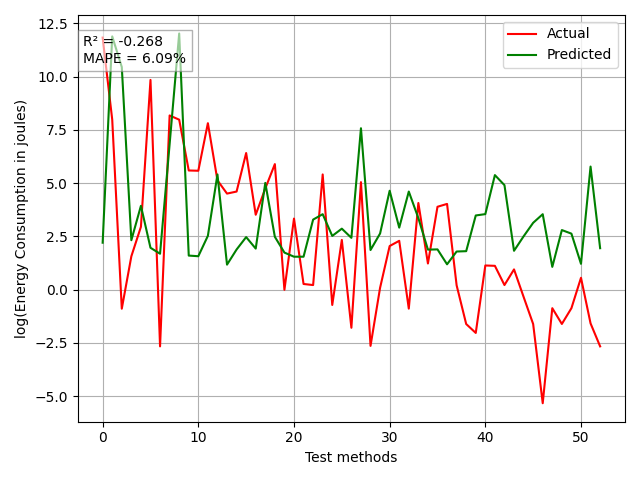 R² = -0.268
MAPE = 6.09%
Actual
Predicted
12.5
10.0
7.5
5.0
2.5
0.0
−2.5
−5.0
log(Energy Consumption in joules)
0 10 20 30 40 50
Test methods